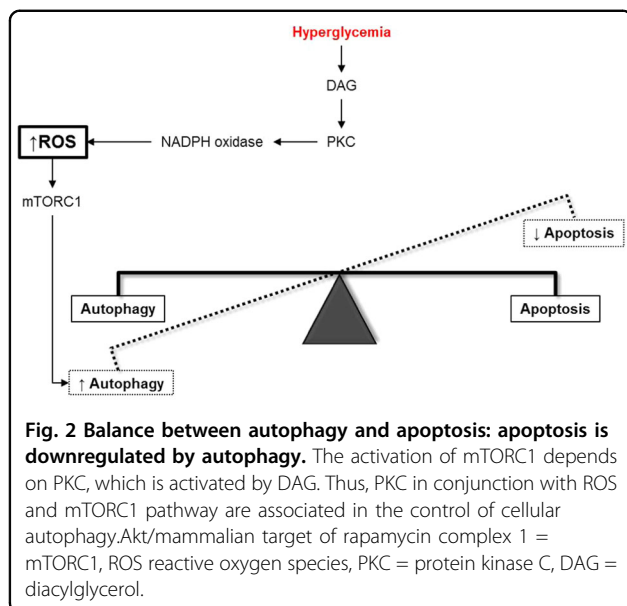 Hyperglycemia
DAG
↑ROS
NADPH oxidase
PKC
mTORC1
↓ Apoptosis
Autophagy
Apoptosis
↑ Autophagy
Fig. 2 Balance between autophagy and apoptosis: apoptosis is
downregulated by autophagy. The activation of mTORC1 depends
on PKC, which is activated by DAG. Thus, PKC in conjunction with ROS
and mTORC1 pathway are associated in the control of cellular
autophagy.Akt/mammalian target of rapamycin complex 1 =
mTORC1, ROS reactive oxygen species, PKC = protein kinase C, DAG =
diacylglycerol.